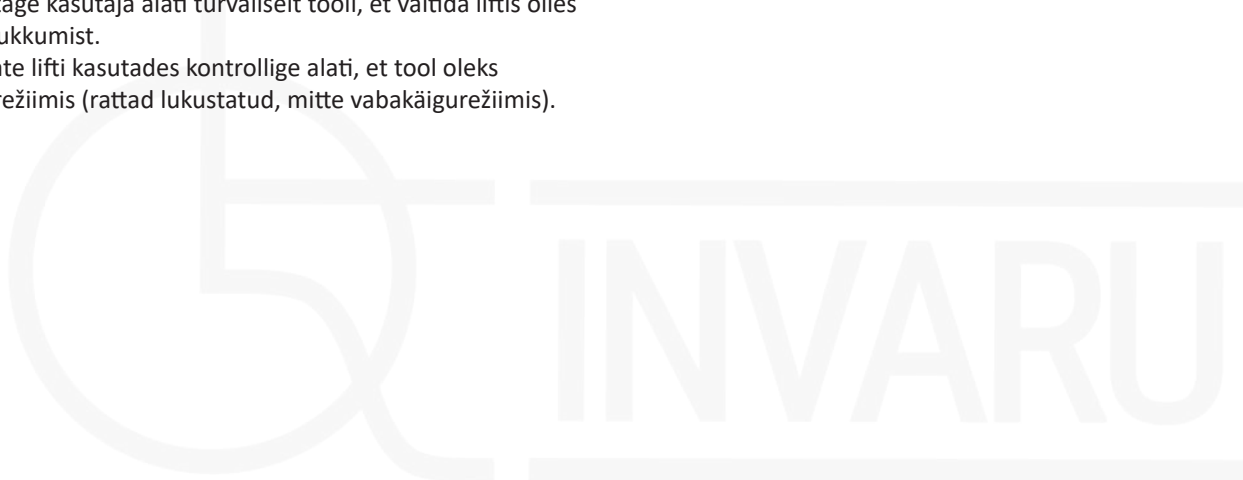 tage kasutaja alati turvaliselt tooli, et vältida liftis olles
ukkumist.
te lifti kasutades kontrollige alati, et tool oleks
režiimis (rattad lukustatud, mitte vabakäigurežiimis).
INVARU